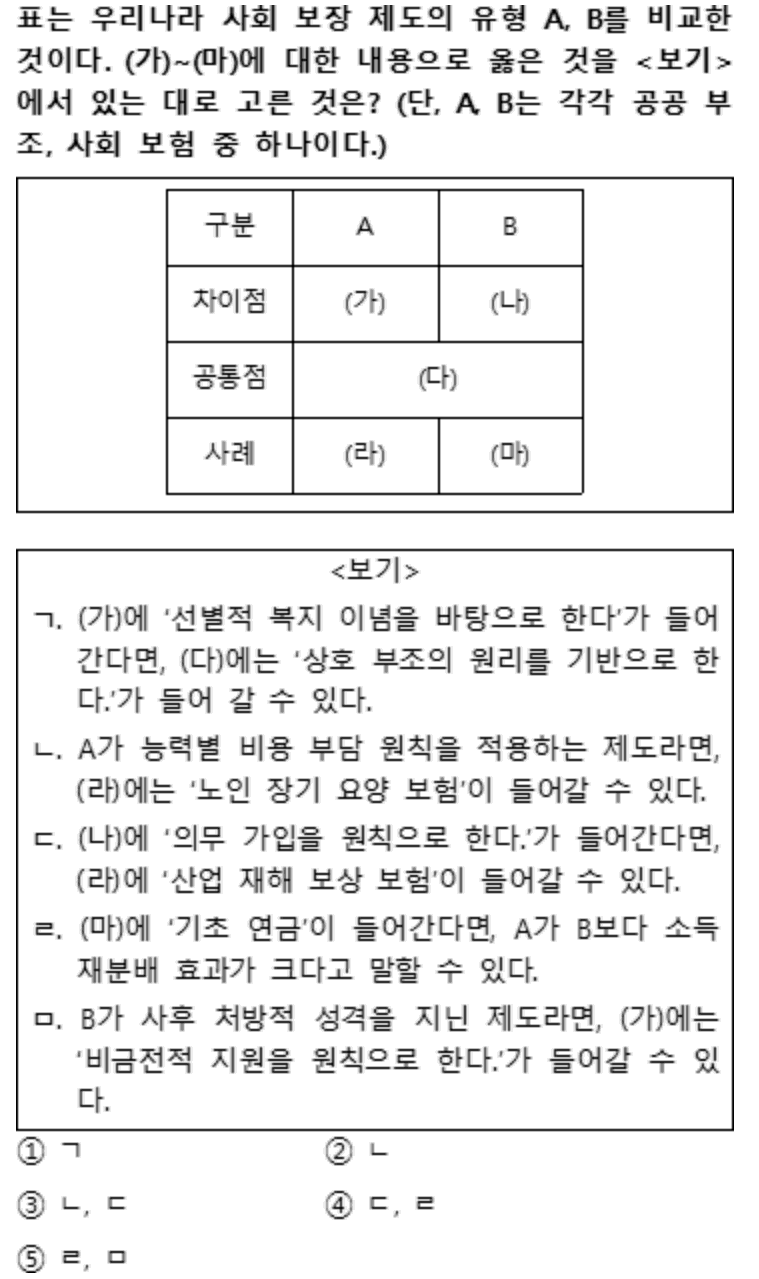 표는 우리나라 사회 보장 제도의 유형 A, B를 비교한
것이다. (가)~(마)에 대한 내용으로 옳은 것을 <보기>
에서 있는 대로 고른 것은? (단, A, B는 각각 공공 부
조, 사회 보험 중 하나이다.)
구분 A B
차이점 (가) (나)
공통점 (다)
사례 (라) (마)
<보기>
ㄱ. (가)에 '선별적 복지 이념을 바탕으로 한다'가 들어
간다면, (다)에는 '상호 부조의 원리를 기반으로 한
다.'가 들어 갈 수 있다.
ㄴ. A가 능력별 비용 부담 원칙을 적용하는 제도라면,
(라)에는 '노인 장기 요양 보험'이 들어갈 수 있다.
ㄷ. (나)에 '의무 가입을 원칙으로 한다.'가 들어간다면,
(라)에 '산업 재해 보상 보험'이 들어갈 수 있다.
ㄹ. (마)에 '기초 연금'이 들어간다면, A가 B보다 소득
재분배 효과가 크다고 말할 수 있다.
ㅁ. B가 사후 처방적 성격을 지닌 제도라면, (가)에는
'비금전적 지원을 원칙으로 한다.'가 들어갈 수 있
다.
① ㄱ ② ㄴ
③ ㄴ, ㄷ ④ ㄷ, ㄹ
⑤ ㄹ, ㅁ